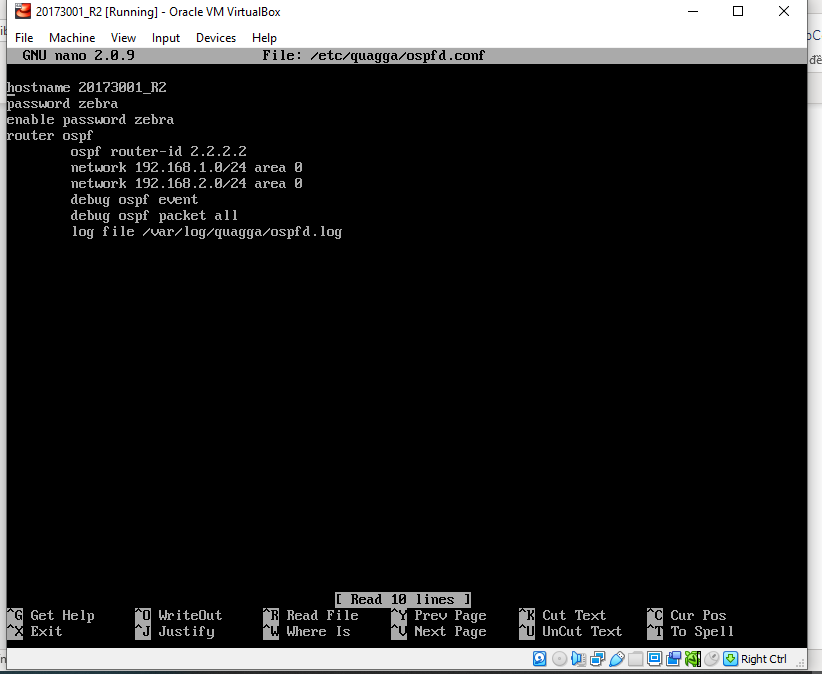 20173001_R2 [Running] - Oracle VM VirtualBox
File Machine View Input Devices Help
GNU nano 2.0.9 File: /etc/quagga/ospfd.conf
hostname 20173001_R2
password zebra
enable password zebra
router ospf
ospf router-id 2.2.2.2
network 192.168.1.0/24 area 0
network 192.168.2.0/24 area 0
debug ospf event
debug ospf packet all
log file /var/log/quagga/ospfd.log
[ Read 10 lines ]
^G Get Help ^O WriteOut ^R Read File ^Y Prev Page ^K Cut Text ^C Cur Pos
^X Exit ^J Justify ^W Where Is ^V Next Page ^U UnCut Text ^T To Spell
Right Ctrl